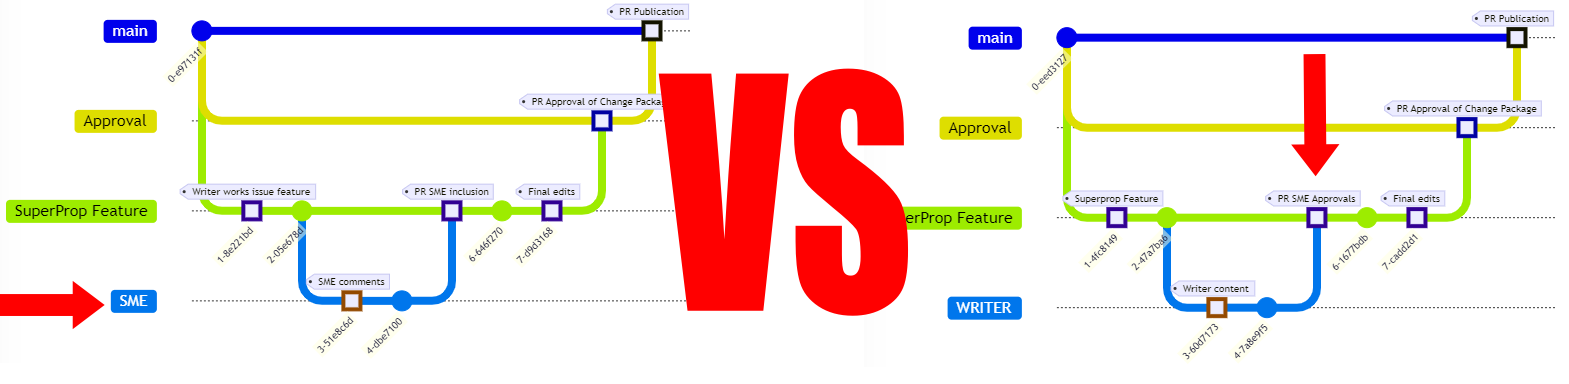 PR Publication
main
0-e97131f
PR Approval of Change Packa
Approval
Writer works issue feature
PR SME inclusion
Final edits
SuperProp Feature
1-8e221bd
2-05e678d
6-646f270
7-d9d3168
SME comments
SME
3-51e8c6d
4-dbe7100
VS
PR Publication
main
0-eed3127
PR Approval of Change Package
Approval
Superprop Feature
PR SME Approvals
Final edits
erProp Feature
1-4fc8149
2-47a7ba6
6-1677bdb
7-cadd2d1
Writer content
WRITER
3-60d7173
4-7a8e9f5